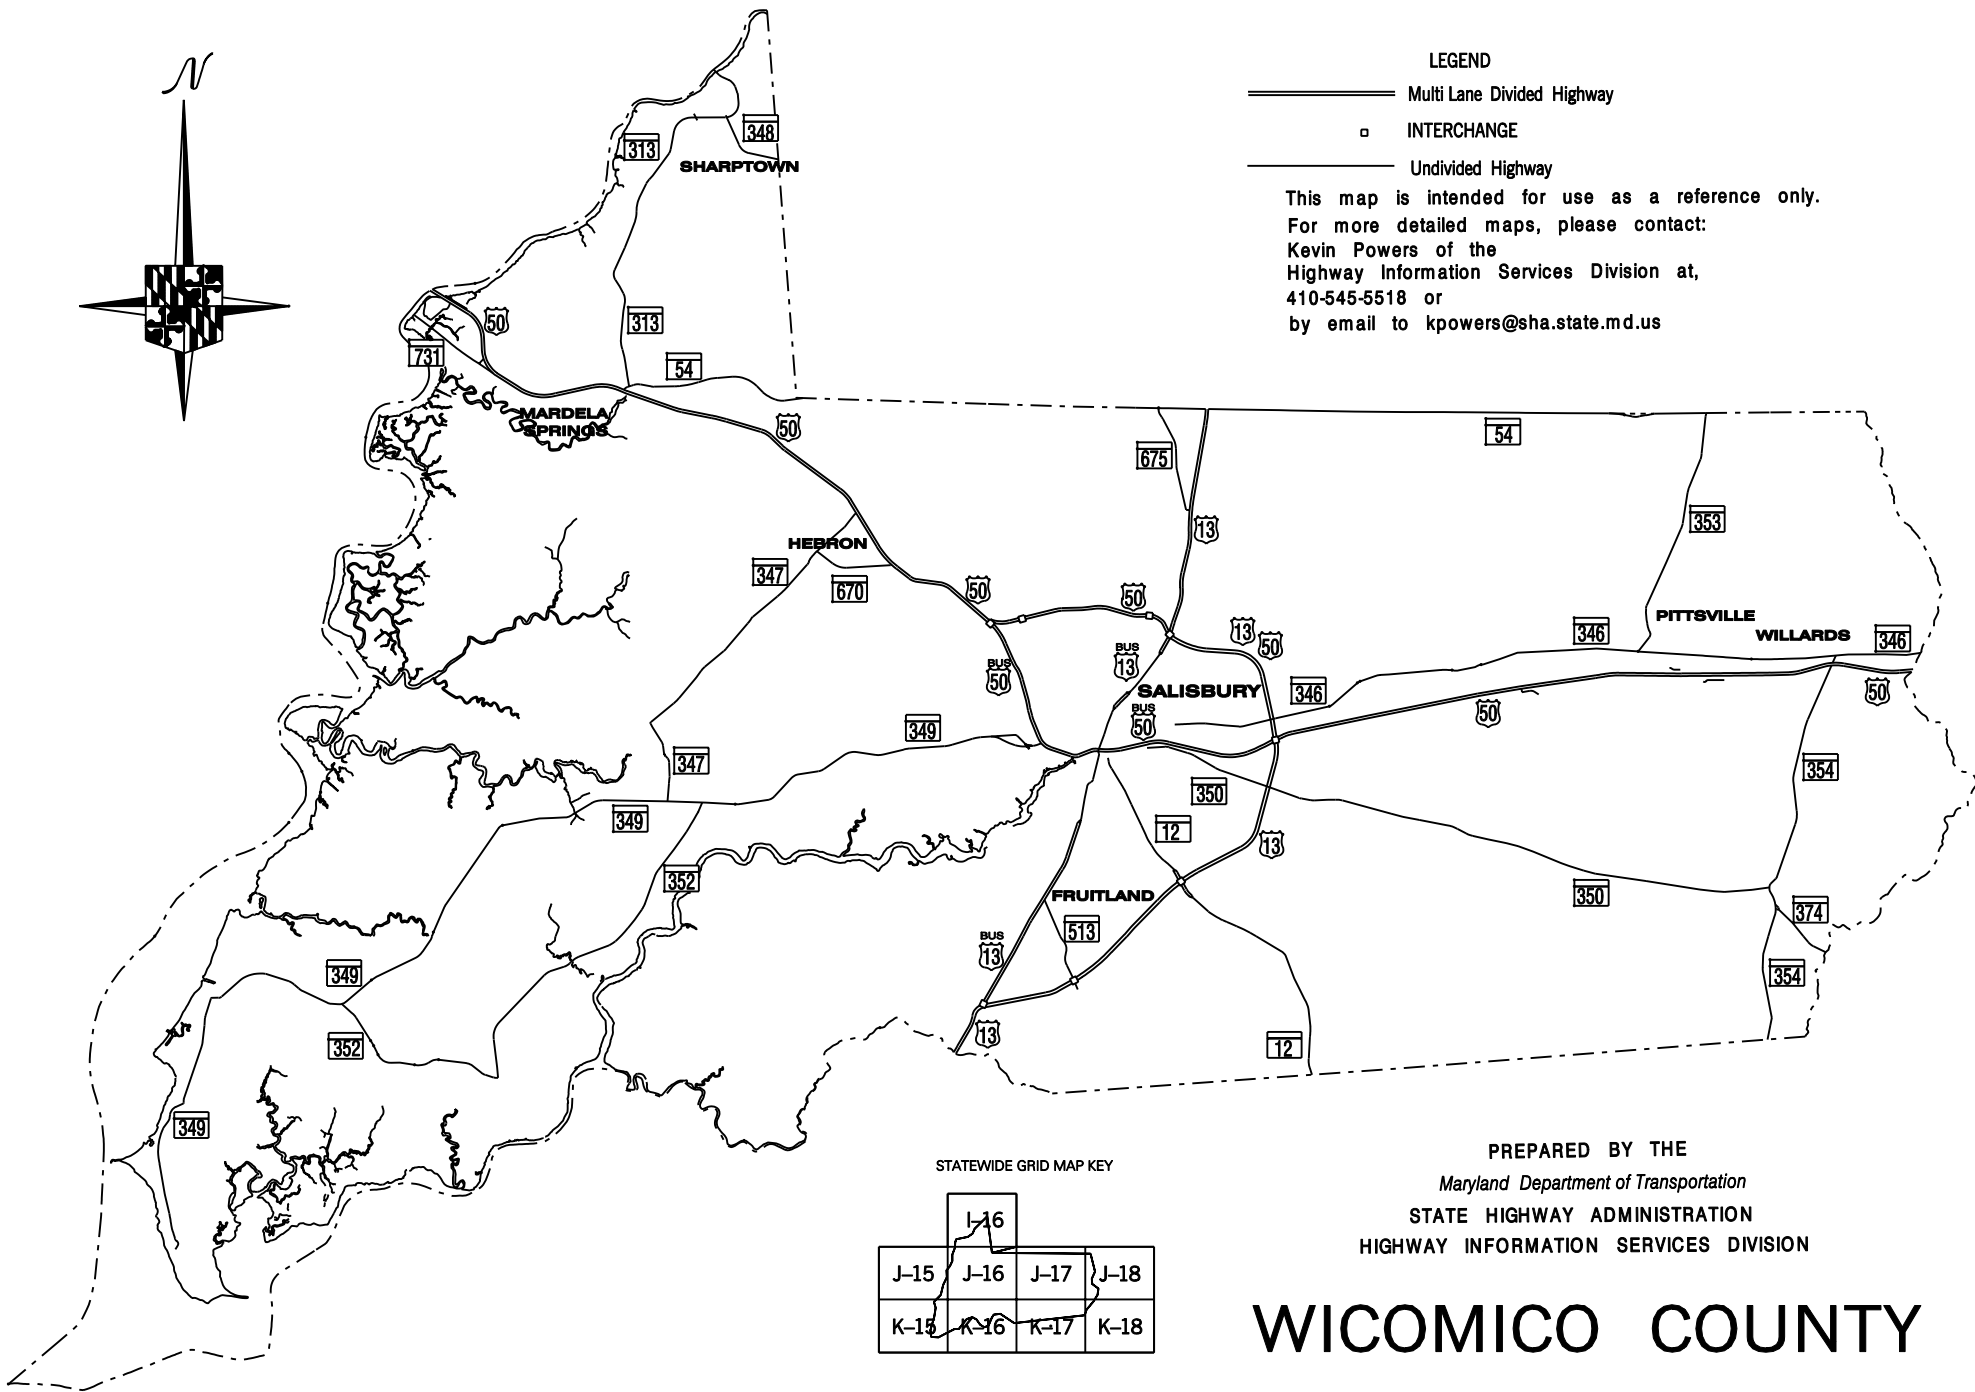 N
LEGEND
Multi Lane Divided Highway
INTERCHANGE
Undivided Highway
This map is intended for use as a reference only.
For more detailed maps, please contact:
Kevin Powers of the
Highway Information Services Division at,
410-545-5518 or
by email to kpowers@sha.state.md.us
348
313
SHARPTOWN
50
313
731
54
MARDELA
SPRINGS
50
54
675
353
13
HEBRON
347
670
50
50
PITTSVILLE
346
13
50
WILLARDS
346
BUS
50
BUS
13
SALISBURY
346
50
BUS
50
50
349
347
354
350
349
12
13
352
350
FRUITLAND
374
513
BUS
13
349
354
13
352
12
349
STATEWIDE GRID MAP KEY
I-16
J-15
J-16
J-17
J-18
K-15
K-16
K-17
K-18
PREPARED BY THE
Maryland Department of Transportation
STATE HIGHWAY ADMINISTRATION
HIGHWAY INFORMATION SERVICES DIVISION
WICOMICO COUNTY